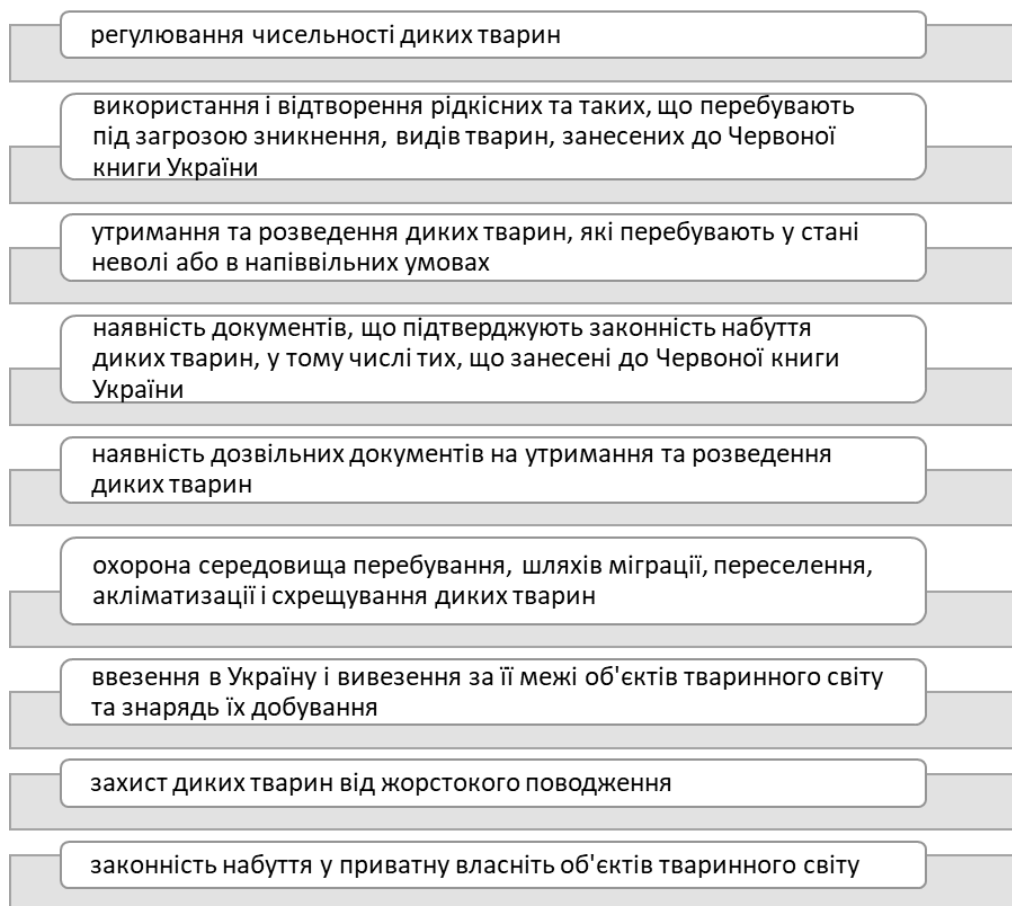 регулювання чисельності диких тварин
використання і відтворення рідкісних та таких, що перебувають
під загрозою зникнення, видів тварин, занесених до Червоної
книги України
утримання та розведення диких тварин, які перебувають у стані
неволі або в напіввільних умовах
наявність документів, що підтверджують законність набуття
диких тварин, у тому числі тих, що занесені до Червоної книги
України
наявність дозвільних документів на утримання та розведення
диких тварин
охорона середовища перебування, шляхів міграції, переселення,
акліматизації і схрещування диких тварин
ввезення в Україну і вивезення за її межі об'єктів тваринного світу
та знарядь їх добування
захист диких тварин від жорстокого поводження
законність набуття у приватну власніть об'єктів тваринного світу